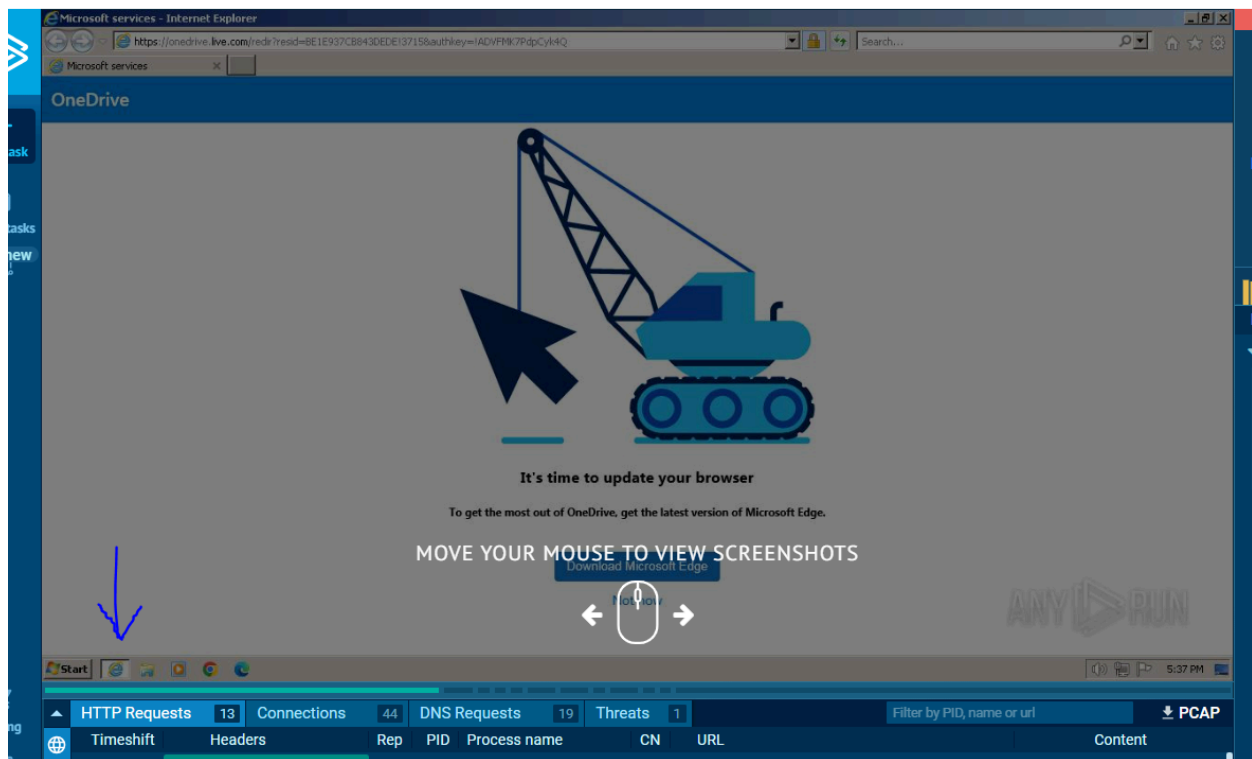 Microsoft services - Internet Explorer
https://onedrive.live.com/redir?resid=BE1E937CB843DEDE!3715&authkey=!ADVFMK7PdpCyk4Q
Search...
Microsoft services
OneDrive
ask
tasks
new
It's time to update your browser
To get the most out of OneDrive, get the latest version of Microsoft Edge.
MOVE YOUR MOUSE TO VIEW SCREENSHOTS
Download Microsoft Edge
Not now
ANY RUN
Start
5:37 PM
HTTP Requests 13 Connections 44 DNS Requests 19 Threats 1 Filter by PID, name or url PCAP
ng
Timeshift Headers Rep PID Process name CN URL Content